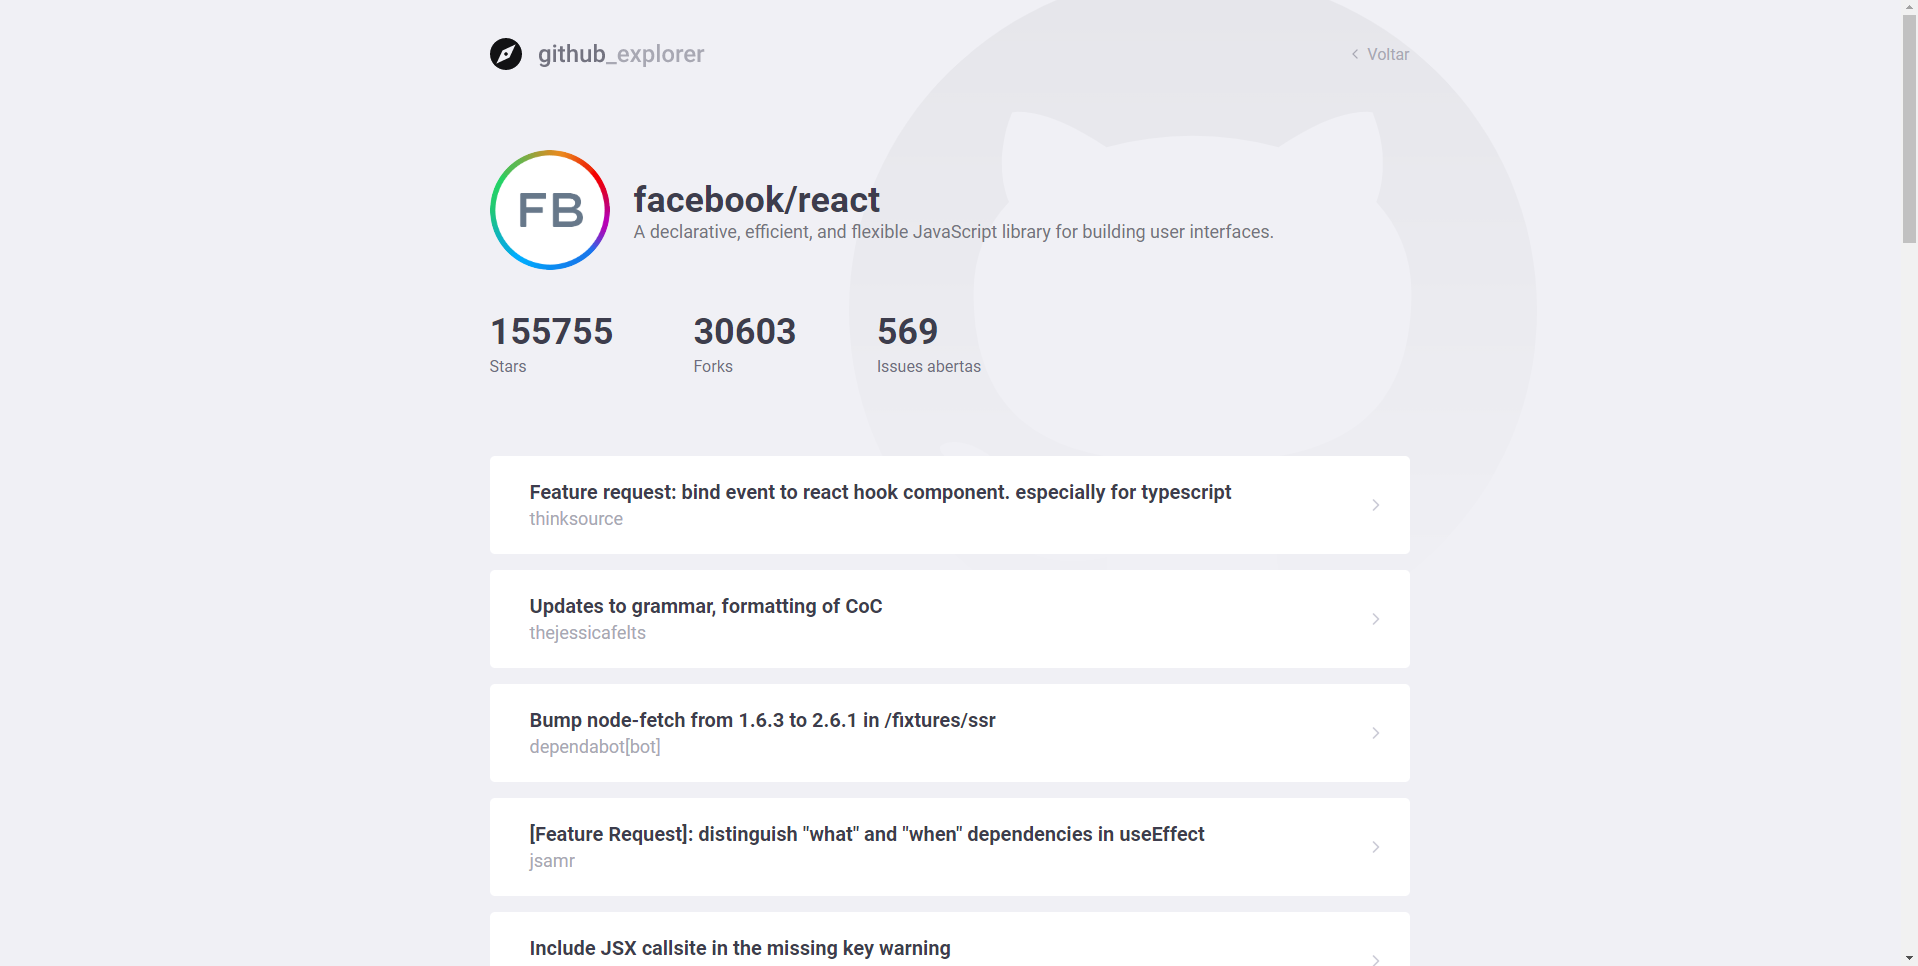 github_explorer
Voltar
FB
facebook/react
A declarative, efficient, and flexible JavaScript library for building user interfaces.
155755 30603 569
Stars Forks Issues abertas
Feature request: bind event to react hook component. especially for typescript
thinksource
Updates to grammar, formatting of CoC
thejessicafelts
Bump node-fetch from 1.6.3 to 2.6.1 in /fixtures/ssr
dependabot[bot]
[Feature Request]: distinguish "what" and "when" dependencies in useEffect
jsamr
Include JSX callsite in the missing key warning